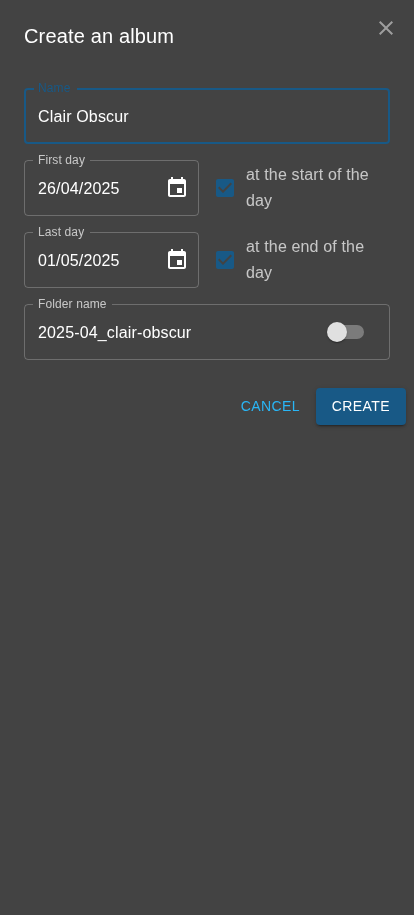 Create an album
Name
Clair Obscur
First day
26/04/2025
at the start of the
day
Last day
01/05/2025
at the end of the
day
Folder name
2025-04_clair-obscur
CANCEL
CREATE